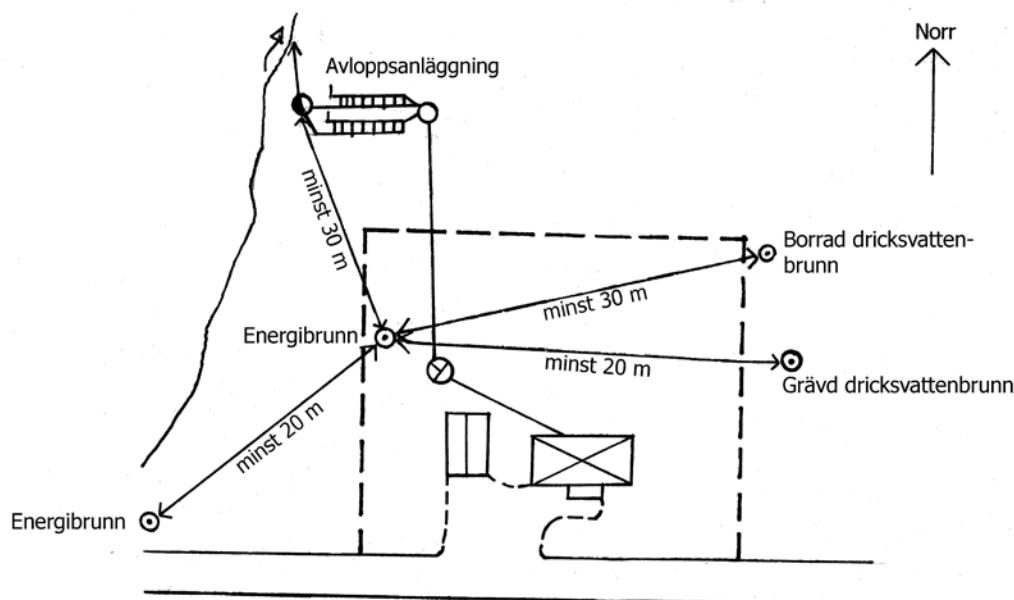 Norr
Avloppsanläggning
minst 30 m
Borrad dricksvatten-
brunn
minst 30 m
Energibrunn
minst 20 m
Grävd dricksvattenbrunn
minst 20 m
Energibrunn